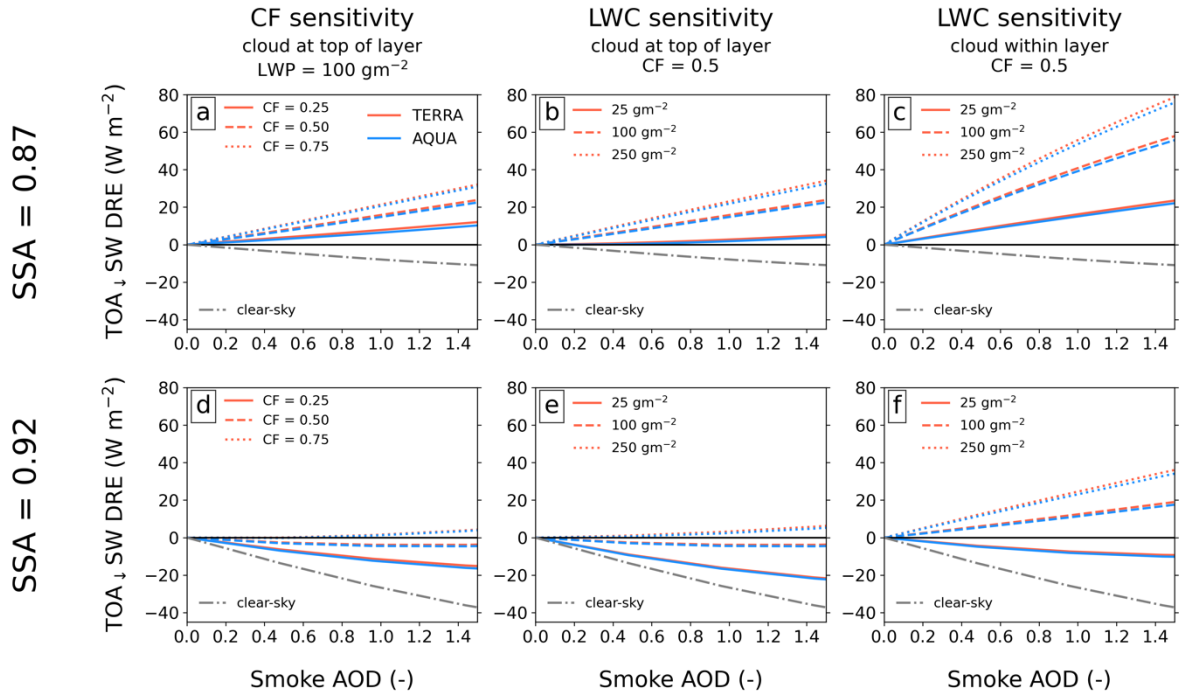 CF sensitivity
cloud at top of layer
LWP = 100 gm⁻²
LWC sensitivity
cloud at top of layer
CF = 0.5
LWC sensitivity
cloud within layer
CF = 0.5
SSA = 0.87
TOA↓ SW DRE (W m⁻²)
80
60
40
20
0
−20
−40
a
CF = 0.25
CF = 0.50
CF = 0.75
TERRA
AQUA
clear-sky
0.0 0.2 0.4 0.6 0.8 1.0 1.2 1.4
b
25 gm⁻²
100 gm⁻²
250 gm⁻²
clear-sky
0.0 0.2 0.4 0.6 0.8 1.0 1.2 1.4
c
25 gm⁻²
100 gm⁻²
250 gm⁻²
clear-sky
0.0 0.2 0.4 0.6 0.8 1.0 1.2 1.4
SSA = 0.92
TOA↓ SW DRE (W m⁻²)
80
60
40
20
0
−20
−40
d
CF = 0.25
CF = 0.50
CF = 0.75
clear-sky
0.0 0.2 0.4 0.6 0.8 1.0 1.2 1.4
Smoke AOD (-)
e
25 gm⁻²
100 gm⁻²
250 gm⁻²
clear-sky
0.0 0.2 0.4 0.6 0.8 1.0 1.2 1.4
Smoke AOD (-)
f
25 gm⁻²
100 gm⁻²
250 gm⁻²
clear-sky
0.0 0.2 0.4 0.6 0.8 1.0 1.2 1.4
Smoke AOD (-)